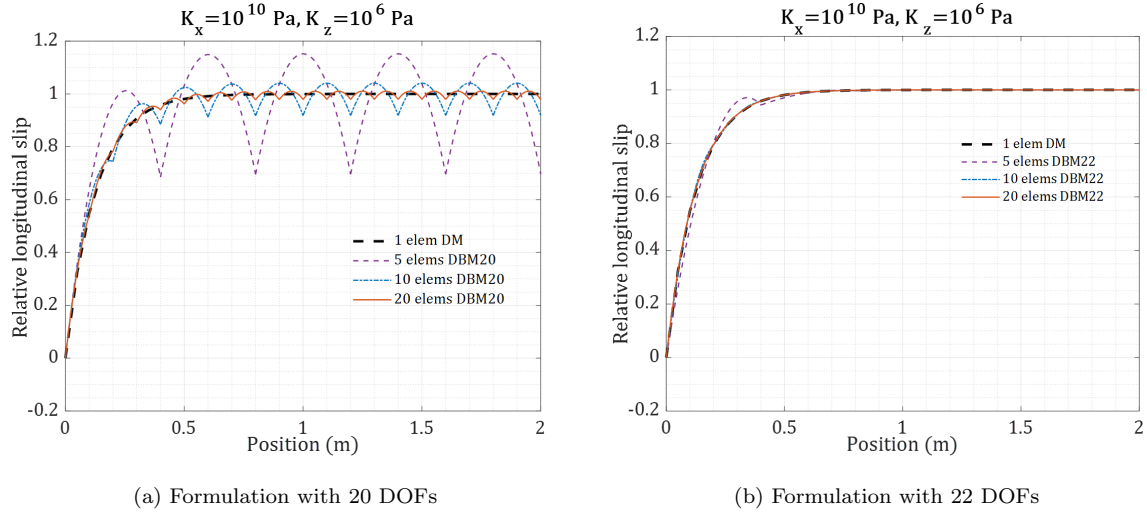 K_x=10^10 Pa, K_z=10^6 Pa
1.2
1
0.8
0.6
0.4
0.2
0
-0.2
Relative longitudinal slip
1 elem DM
5 elems DBM20
10 elems DBM20
20 elems DBM20
0
0.5
1
1.5
2
Position (m)
(a) Formulation with 20 DOFs
K_x=10^10 Pa, K_z=10^6 Pa
1.2
1
0.8
0.6
0.4
0.2
0
-0.2
Relative longitudinal slip
1 elem DM
5 elems DBM22
10 elems DBM22
20 elems DBM22
0
0.5
1
1.5
2
Position (m)
(b) Formulation with 22 DOFs